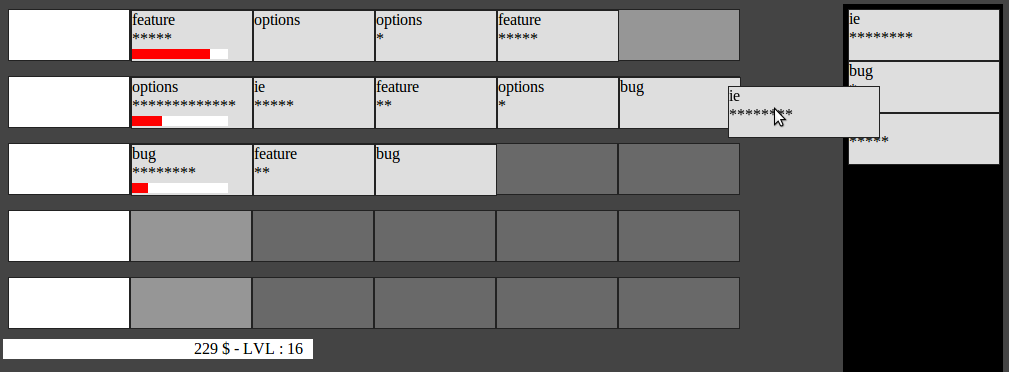 feature
*****
options
options
*
feature
*****
ie
********
options
*************
ie
*****
feature
**
options
*
bug
ie
********
bug
*****
bug
********
feature
**
bug
229 $ - LVL : 16